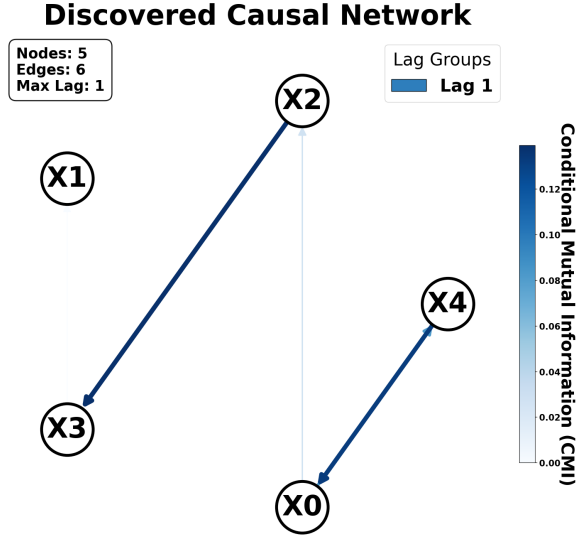 Discovered Causal Network
Nodes: 5
Edges: 6
Max Lag: 1
Lag Groups
Lag 1
X2
X1
X4
X3
X0
0.12
0.10
0.08
0.06
0.04
0.02
0.00
Conditional Mutual Information (CMI)